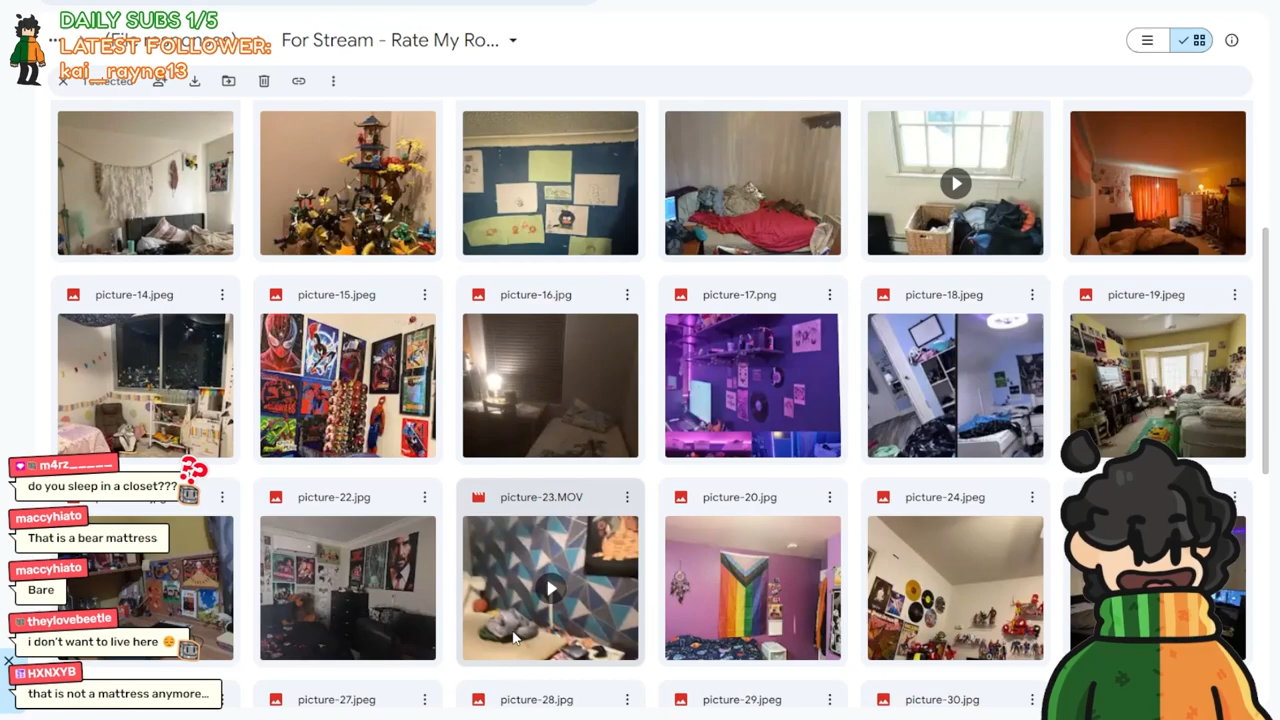 DAILY SUBS 1/5
LATEST FOLLOWER:
kai__rayne13
For Stream - Rate My Ro...
selected
picture-14.jpeg
picture-15.jpeg
picture-16.jpg
picture-17.png
picture-18.jpeg
picture-19.jpeg
picture-22.jpg
picture-23.MOV
picture-20.jpg
picture-24.jpeg
picture-27.jpeg
picture-28.jpg
picture-29.jpeg
picture-30.jpg
m4rz_____
do you sleep in a closet???
maccyhiato
That is a bear mattress
maccyhiato
Bare
theylovebeetle
i don't want to live here
HXNXYB
that is not a mattress anymore...